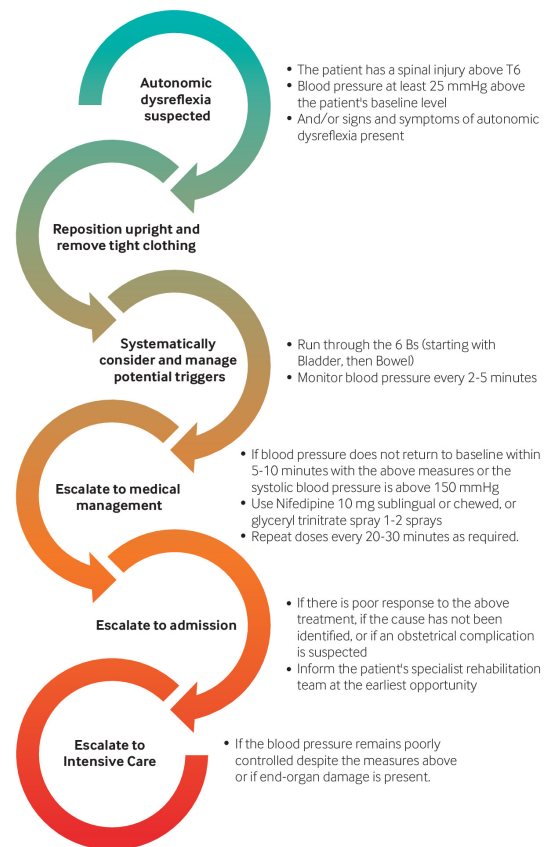 Autonomic
dysreflexia
suspected
• The patient has a spinal injury above T6
• Blood pressure at least 25 mmHg above
the patient's baseline level
• And/or signs and symptoms of autonomic
dysreflexia present
Reposition upright and
remove tight clothing
Systematically
consider and manage
potential triggers
• Run through the 6 Bs (starting with
Bladder, then Bowel)
• Monitor blood pressure every 2-5 minutes
Escalate to medical
management
• If blood pressure does not return to baseline within
5-10 minutes with the above measures or the
systolic blood pressure is above 150 mmHg
• Use Nifedipine 10 mg sublingual or chewed, or
glyceryl trinitrate spray 1-2 sprays
• Repeat doses every 20-30 minutes as required.
Escalate to admission
• If there is poor response to the above
treatment, if the cause has not been
identified, or if an obstetrical complication
is suspected
• Inform the patient's specialist rehabilitation
team at the earliest opportunity
Escalate to
Intensive Care
• If the blood pressure remains poorly
controlled despite the measures above
or if end-organ damage is present.